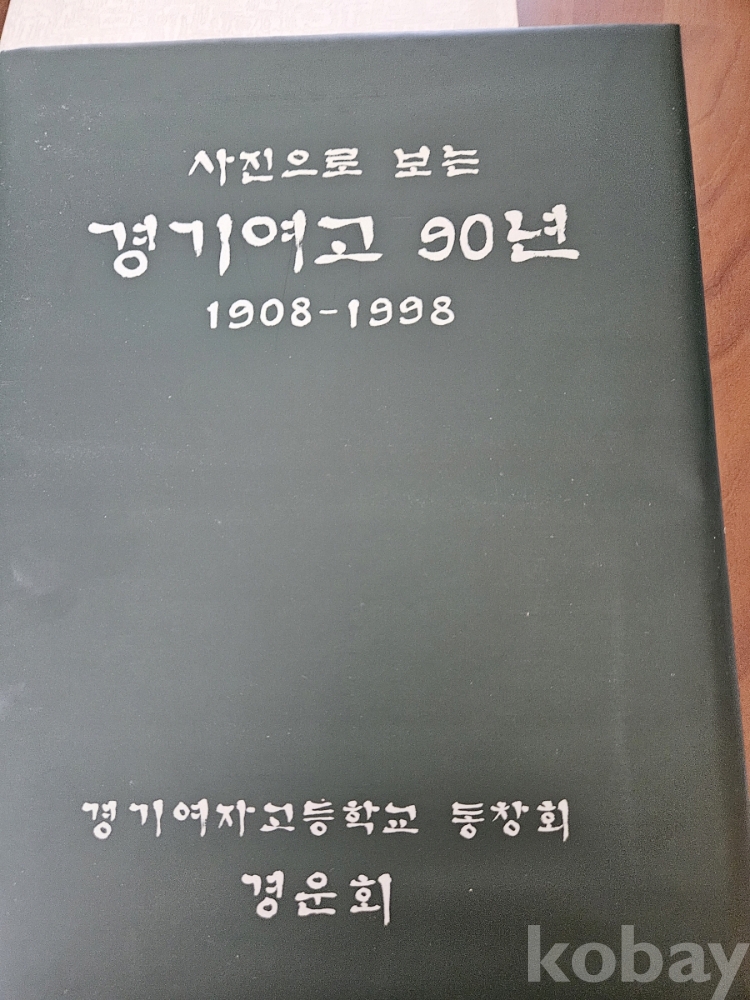 사진으로 보는
경기여고 90년
1908-1998
경기여자고등학교 동창회
경운회
kobay